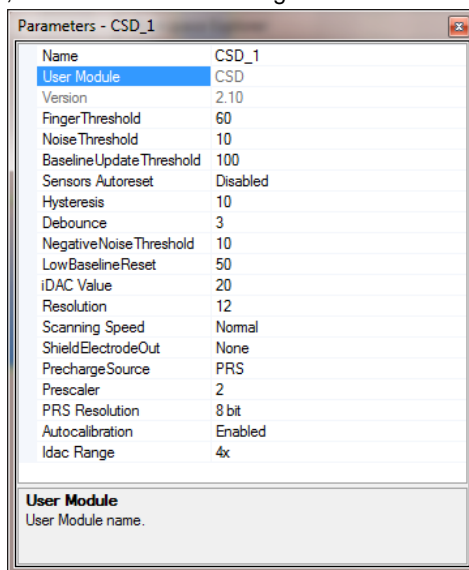 Parameters - CSD_1
Name CSD_1
User Module CSD
Version 2.10
FingerThreshold 60
NoiseThreshold 10
BaselineUpdateThreshold 100
Sensors Autoreset Disabled
Hysteresis 10
Debounce 3
NegativeNoiseThreshold 10
LowBaselineReset 50
iDAC Value 20
Resolution 12
Scanning Speed Normal
ShieldElectrodeOut None
PrechargeSource PRS
Prescaler 2
PRS Resolution 8 bit
Autocalibration Enabled
Idac Range 4x
User Module
User Module name.